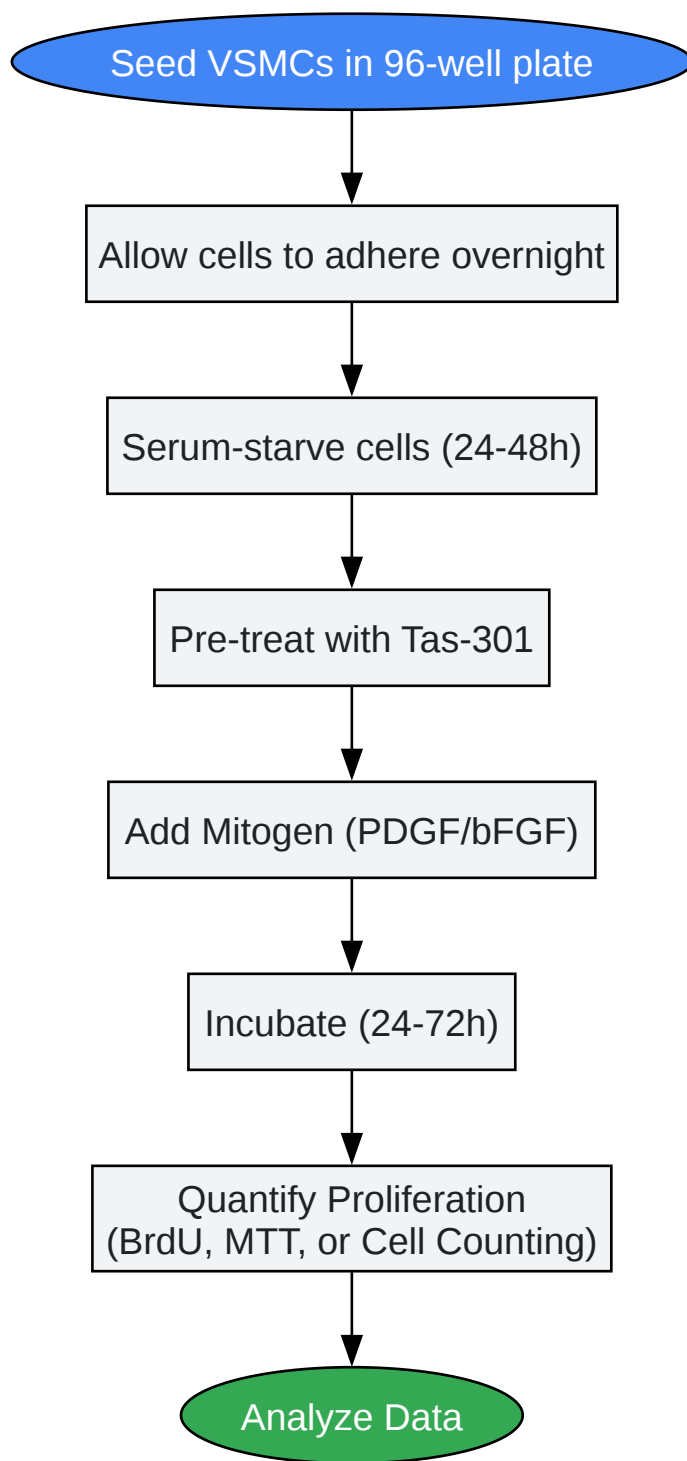 Seed VSMCs in 96-well plate
Allow cells to adhere overnight
Serum-starve cells (24-48h)
Pre-treat with Tas-301
Add Mitogen (PDGF/bFGF)
Incubate (24-72h)
Quantify Proliferation
(BrdU, MTT, or Cell Counting)
Analyze Data